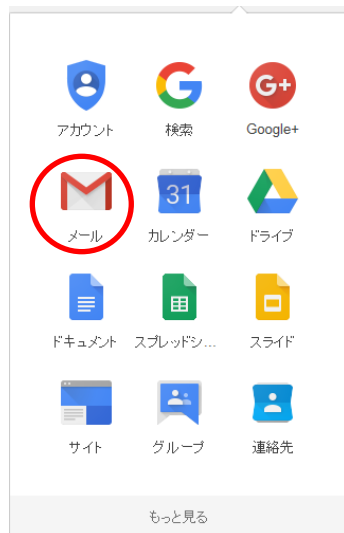 アカウント 検索 Google+
G+
31
メール カレンダー ドライブ
ドキュメント スプレッドシ... スライド
サイト グループ 連絡先
もっと見る